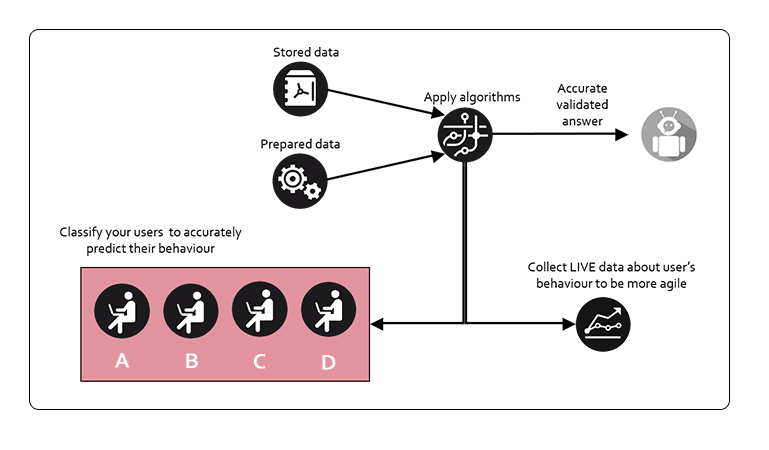 Stored data
Apply algorithms
Accurate
validated
answer
Prepared data
Classify your users to accurately
predict their behaviour
A B C D
Collect LIVE data about user's
behaviour to be more agile